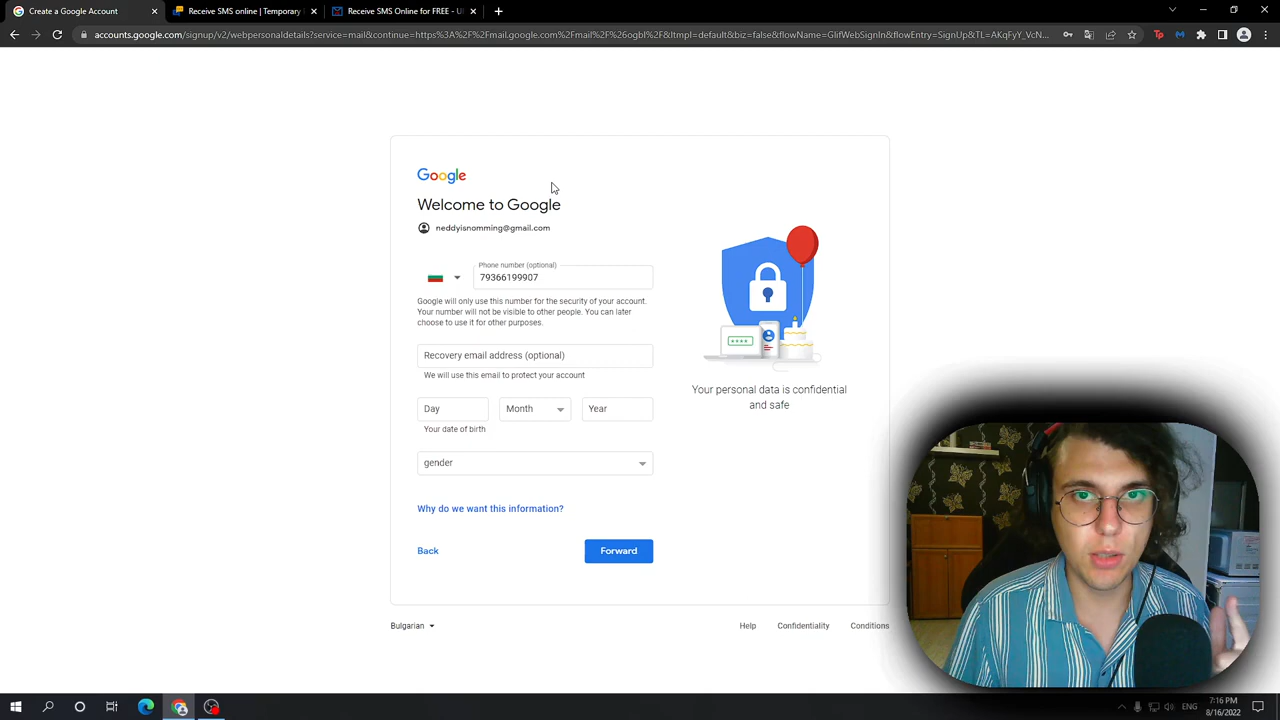 Create a Google Account
Receive SMS online | Temporary
Receive SMS Online for FREE - U
accounts.google.com/signup/v2/webpersonaldetails?service=mail&continue=https%3A%2F%2Fmail.google.com%2Fmail%2F%26ogbl%2F&ltmpl=default&biz=false&flowName=GlifWebSignIn&flowEntry=SignUp&TL=AKqFyY_VcN...
Google
Welcome to Google
neddyisnomming@gmail.com
Phone number (optional)
79366199907
Google will only use this number for the security of your account.
Your number will not be visible to other people. You can later
choose to use it for other purposes.
Recovery email address (optional)
We will use this email to protect your account
Day
Month
Year
Your date of birth
gender
Why do we want this information?
Back
Forward
Your personal data is confidential
and safe
Bulgarian
Help
Confidentiality
Conditions
ENG
7:16 PM
8/16/2022